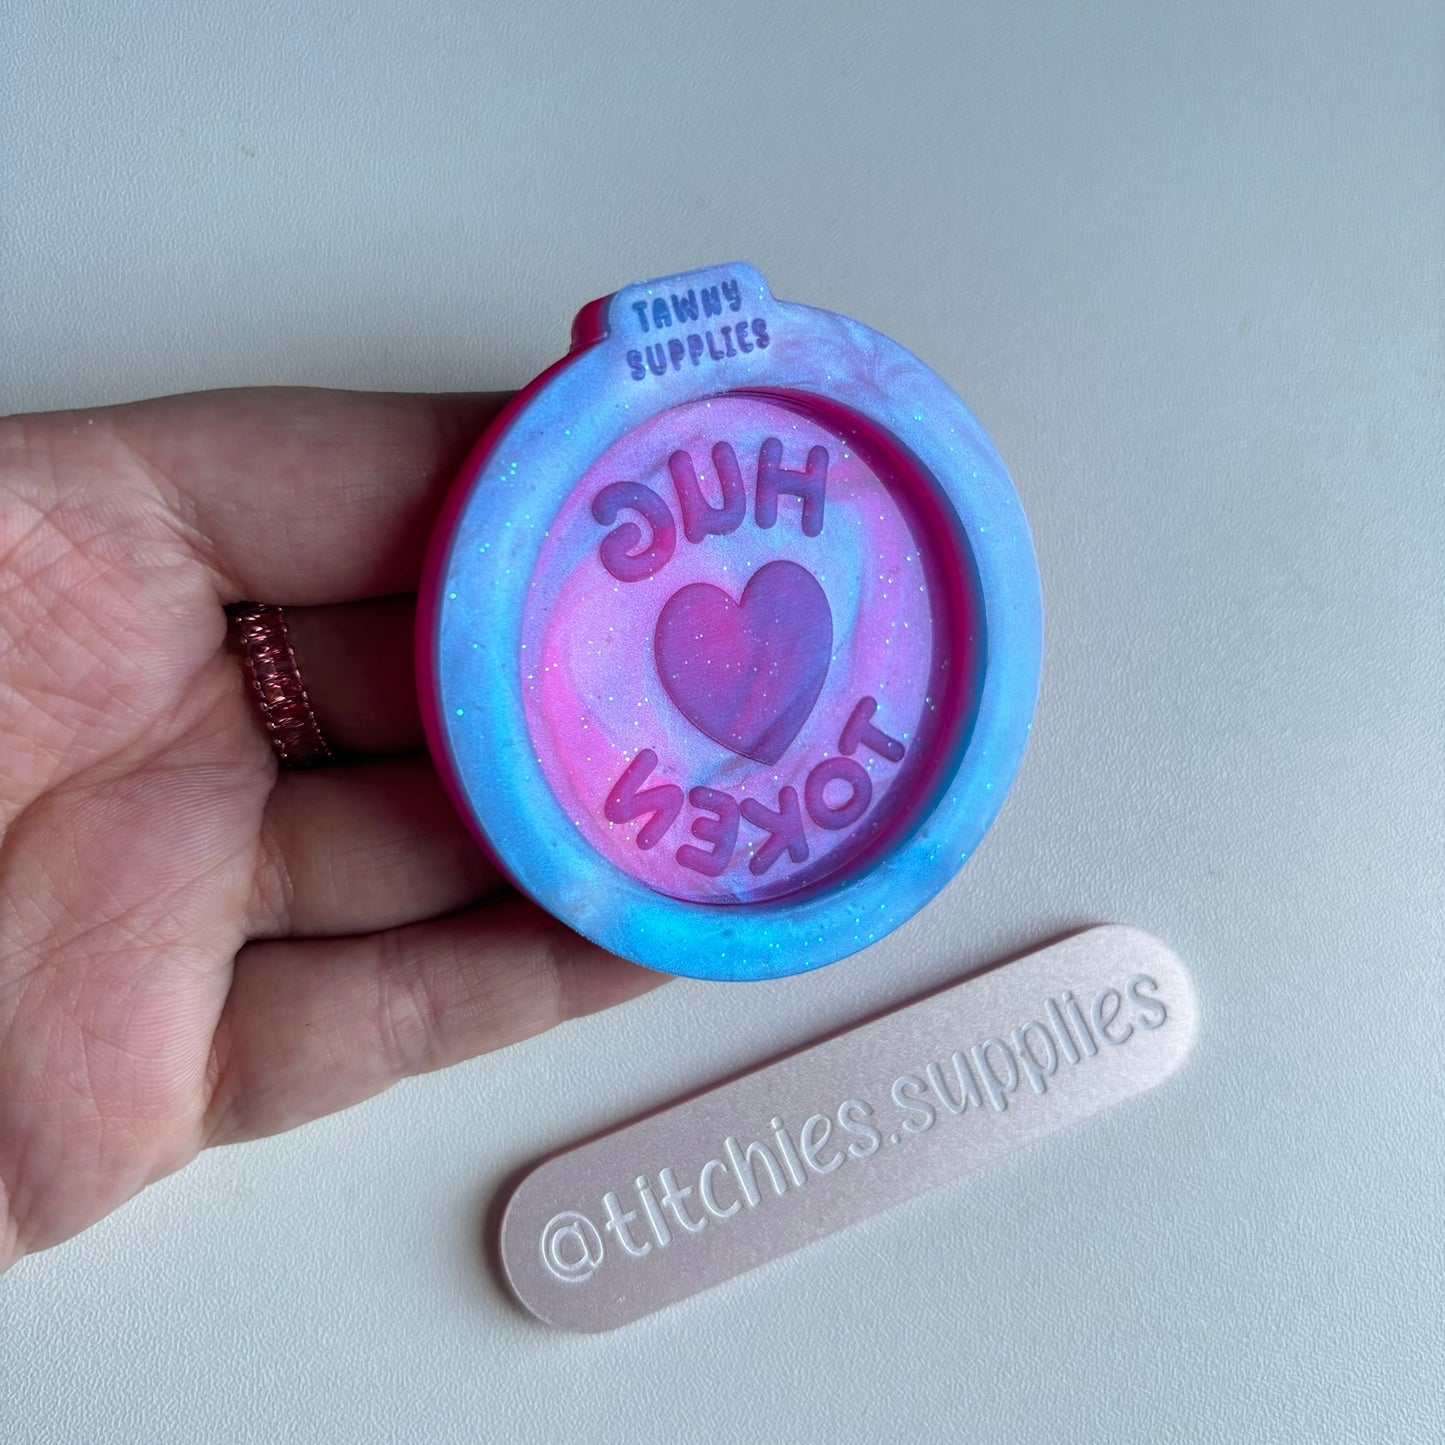 TAWNY
SUPPLIES
HUG
TOKEN
@titchies.supplies